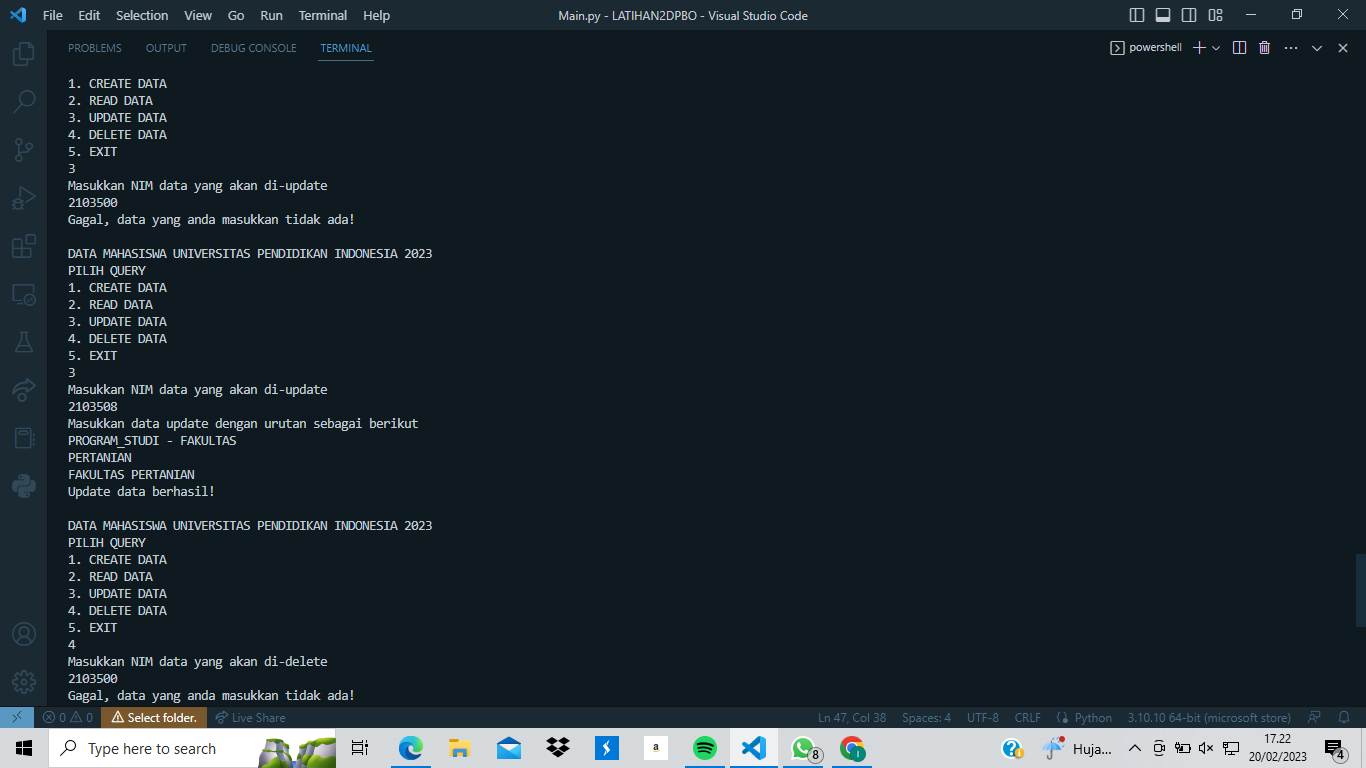 File Edit Selection View Go Run Terminal Help Main.py - LATIHAN2DPBO - Visual Studio Code
PROBLEMS OUTPUT DEBUG CONSOLE TERMINAL powershell
1. CREATE DATA
2. READ DATA
3. UPDATE DATA
4. DELETE DATA
5. EXIT
3
Masukkan NIM data yang akan di-update
2103500
Gagal, data yang anda masukkan tidak ada!
DATA MAHASISWA UNIVERSITAS PENDIDIKAN INDONESIA 2023
PILIH QUERY
1. CREATE DATA
2. READ DATA
3. UPDATE DATA
4. DELETE DATA
5. EXIT
3
Masukkan NIM data yang akan di-update
2103508
Masukkan data update dengan urutan sebagai berikut
PROGRAM_STUDI - FAKULTAS
PERTANIAN
FAKULTAS PERTANIAN
Update data berhasil!
DATA MAHASISWA UNIVERSITAS PENDIDIKAN INDONESIA 2023
PILIH QUERY
1. CREATE DATA
2. READ DATA
3. UPDATE DATA
4. DELETE DATA
5. EXIT
4
Masukkan NIM data yang akan di-delete
2103500
Gagal, data yang anda masukkan tidak ada!
0 0 Select folder. Live Share Ln 47, Col 38 Spaces: 4 UTF-8 CRLF Python 3.10.10 64-bit (microsoft store)
Type here to search a 8 Huja... 17.22
20/02/2023 4